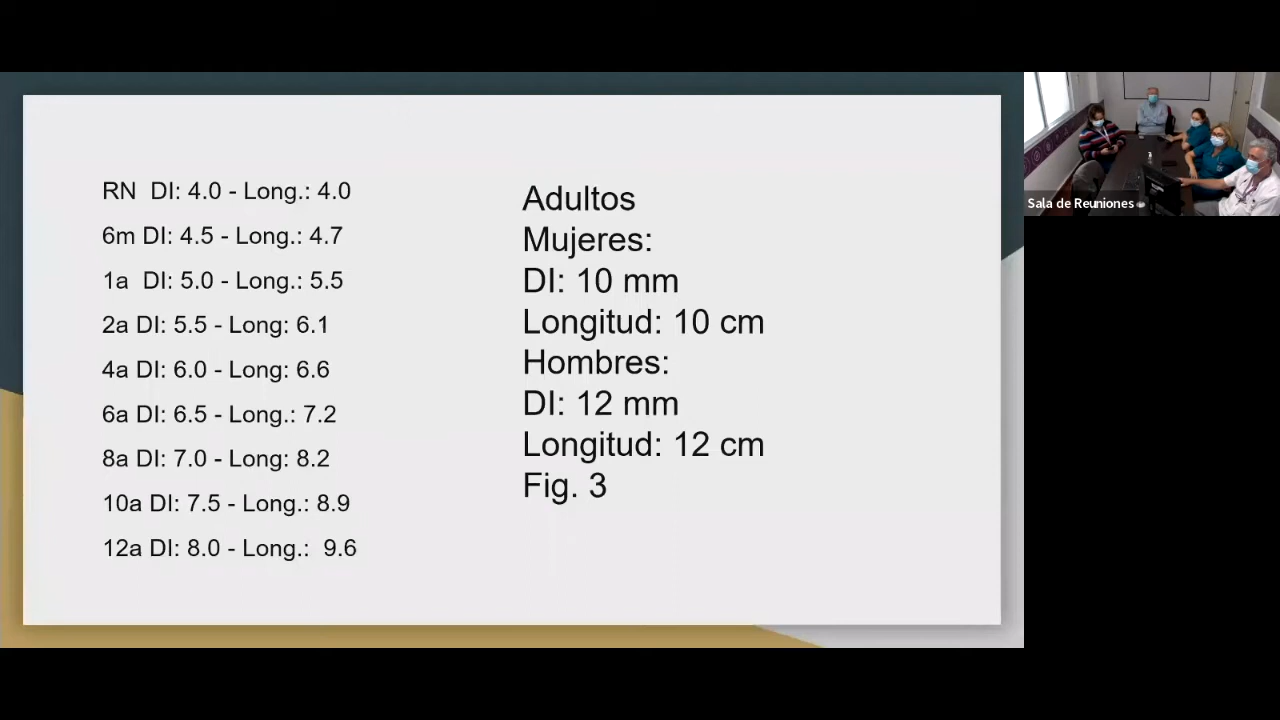 RN DI: 4.0 - Long.: 4.0
6m DI: 4.5 - Long.: 4.7
1a DI: 5.0 - Long.: 5.5
2a DI: 5.5 - Long: 6.1
4a DI: 6.0 - Long: 6.6
6a DI: 6.5 - Long.: 7.2
8a DI: 7.0 - Long: 8.2
10a DI: 7.5 - Long.: 8.9
12a DI: 8.0 - Long.: 9.6
Adultos
Mujeres:
DI: 10 mm
Longitud: 10 cm
Hombres:
DI: 12 mm
Longitud: 12 cm
Fig. 3
Sala de Reuniones